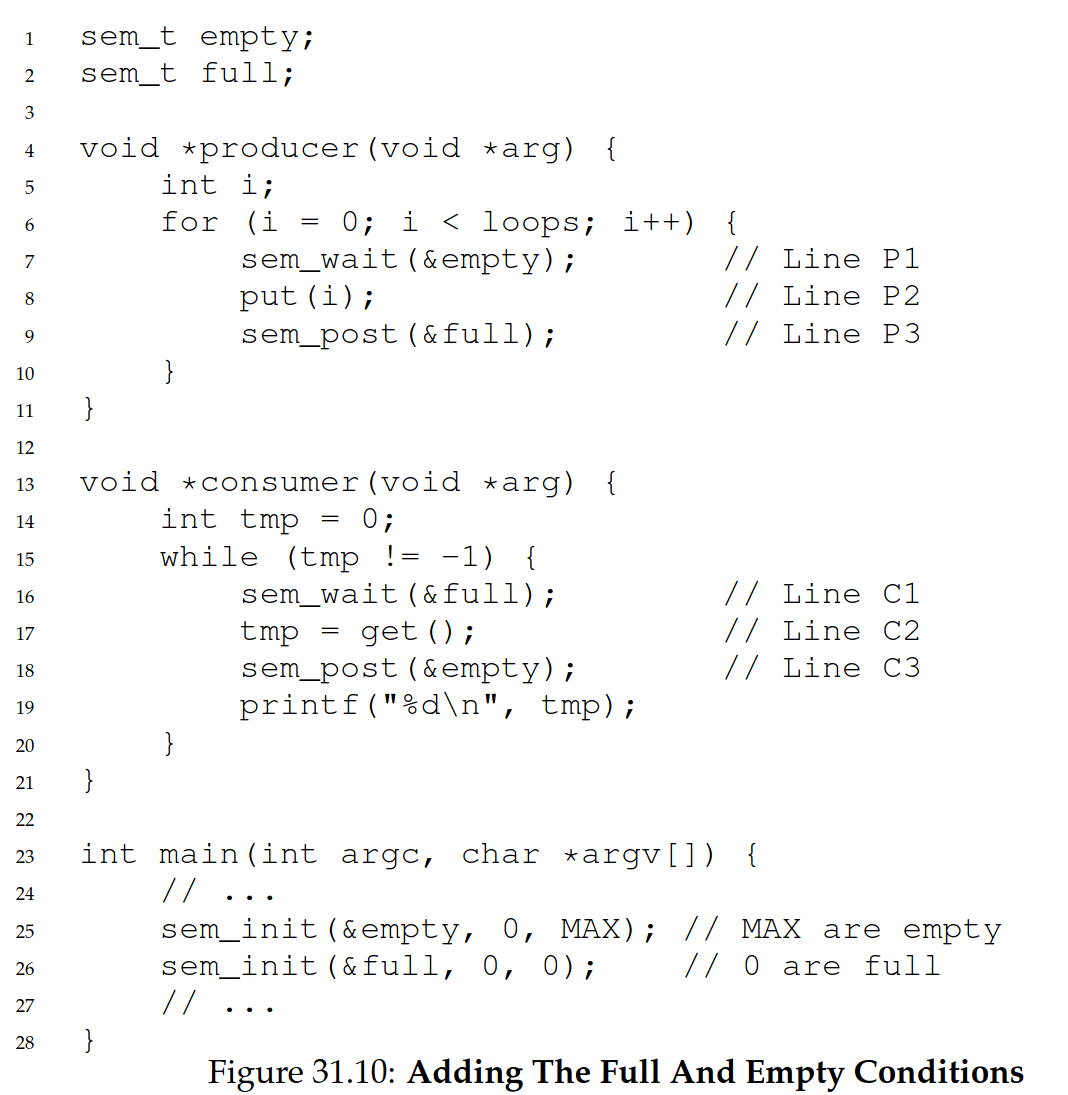 1 sem_t empty;
2 sem_t full;
3
4 void *producer(void *arg) {
5     int i;
6     for (i = 0; i < loops; i++) {
7         sem_wait(&empty);       // Line P1
8         put(i);                 // Line P2
9         sem_post(&full);        // Line P3
10     }
11 }
12
13 void *consumer(void *arg) {
14     int tmp = 0;
15     while (tmp != -1) {
16         sem_wait(&full);        // Line C1
17         tmp = get();            // Line C2
18         sem_post(&empty);       // Line C3
19         printf("%d\n", tmp);
20     }
21 }
22
23 int main(int argc, char *argv[]) {
24     // ...
25     sem_init(&empty, 0, MAX); // MAX are empty
26     sem_init(&full, 0, 0);    // 0 are full
27     // ...
28 }
Figure 31.10: Adding The Full And Empty Conditions